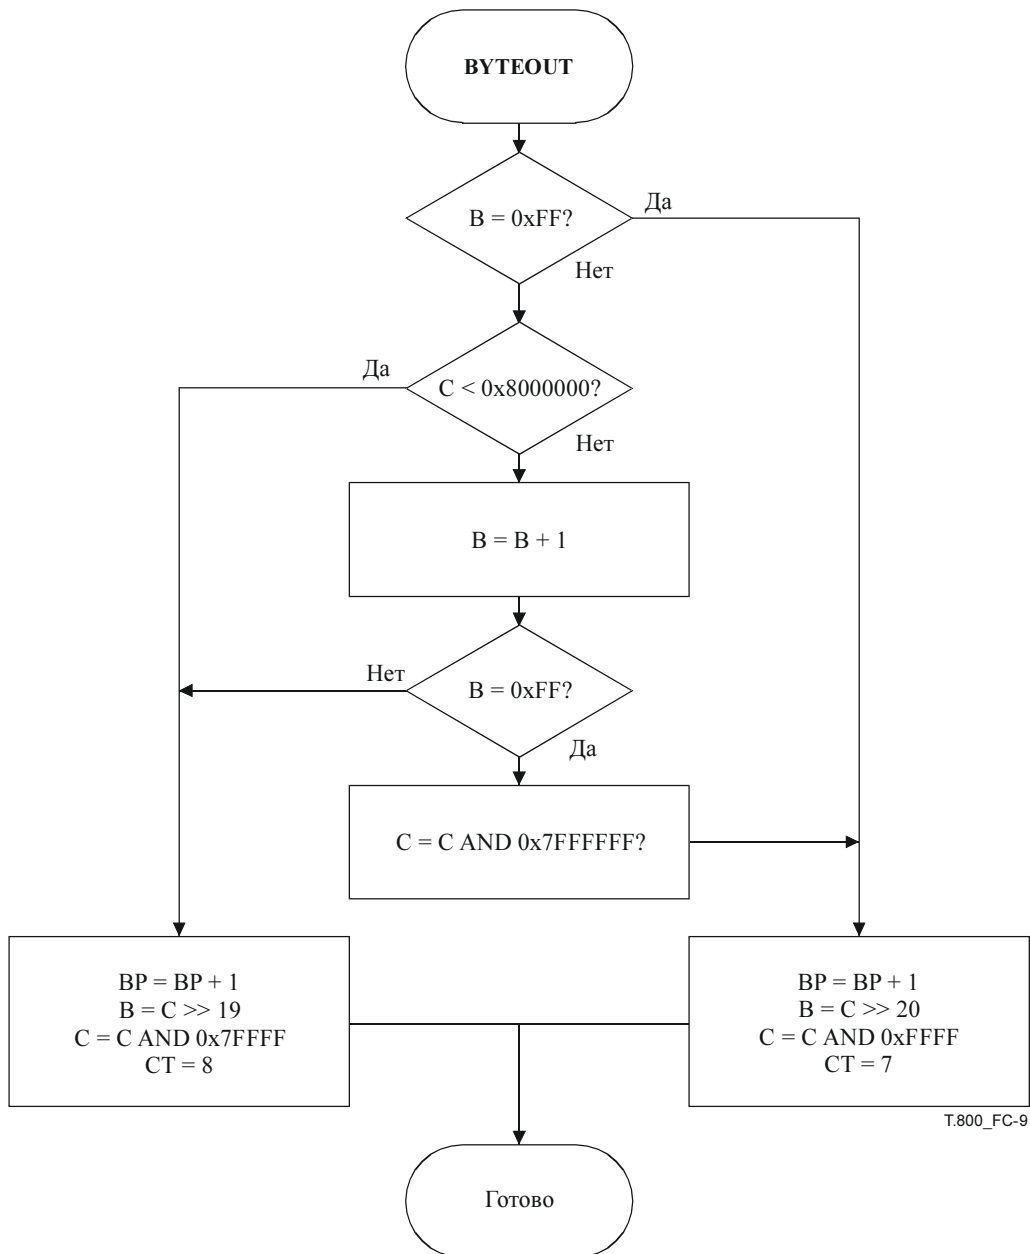 BYTEOUT
B = 0xFF?
Да
Нет
C < 0x8000000?
Да
Нет
B = B + 1
B = 0xFF?
Нет
Да
C = C AND 0x7FFFFFF?
BP = BP + 1
B = C >> 19
C = C AND 0x7FFFF
CT = 8
BP = BP + 1
B = C >> 20
C = C AND 0xFFFF
CT = 7
T.800_FC-9
Готово